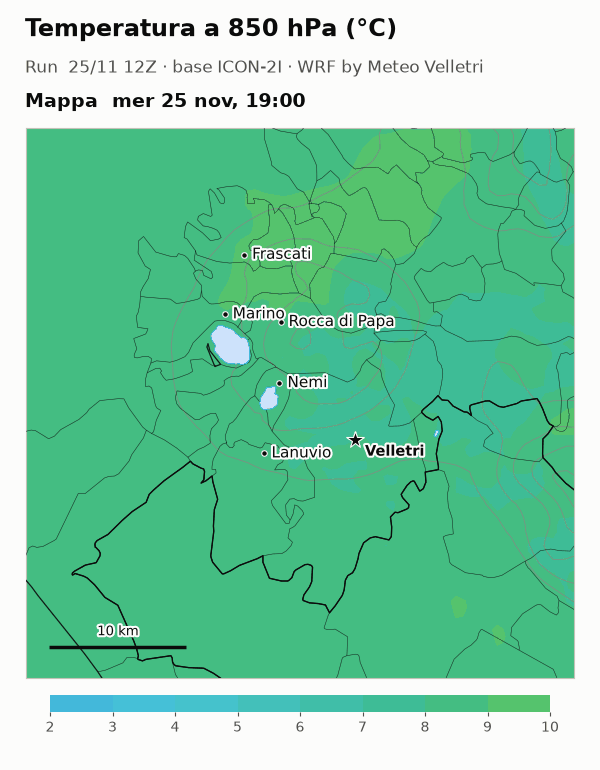 Temperatura a 850 hPa (°C)
Run  25/11 12Z · base ICON-2I · WRF by Meteo Velletri
Mappa  mer 25 nov, 19:00
Frascati
Marino
Rocca di Papa
Nemi
Velletri
Lanuvio
10 km
2 3 4 5 6 7 8 9 10